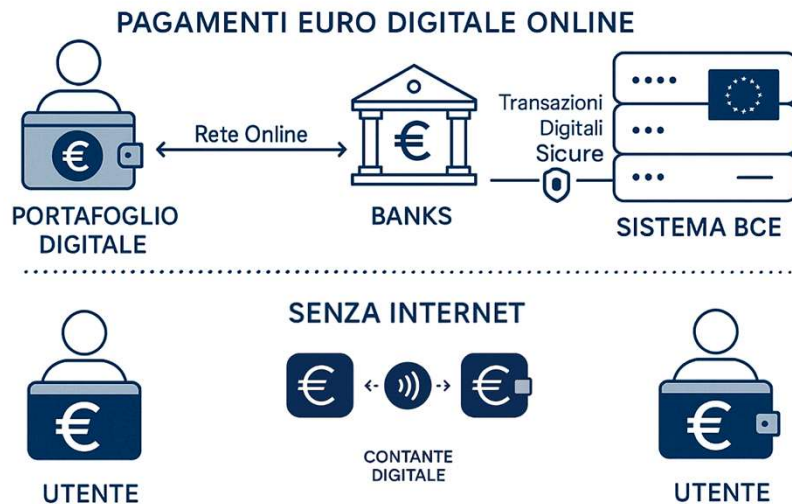 PAGAMENTI EURO DIGITALE ONLINE
Rete Online
Transazioni
Digitali
Sicure
€
€
PORTAFOGLIO
DIGITALE
BANKS
SISTEMA BCE
SENZA INTERNET
€
€
€
€
CONTANTE
DIGITALE
UTENTE
UTENTE